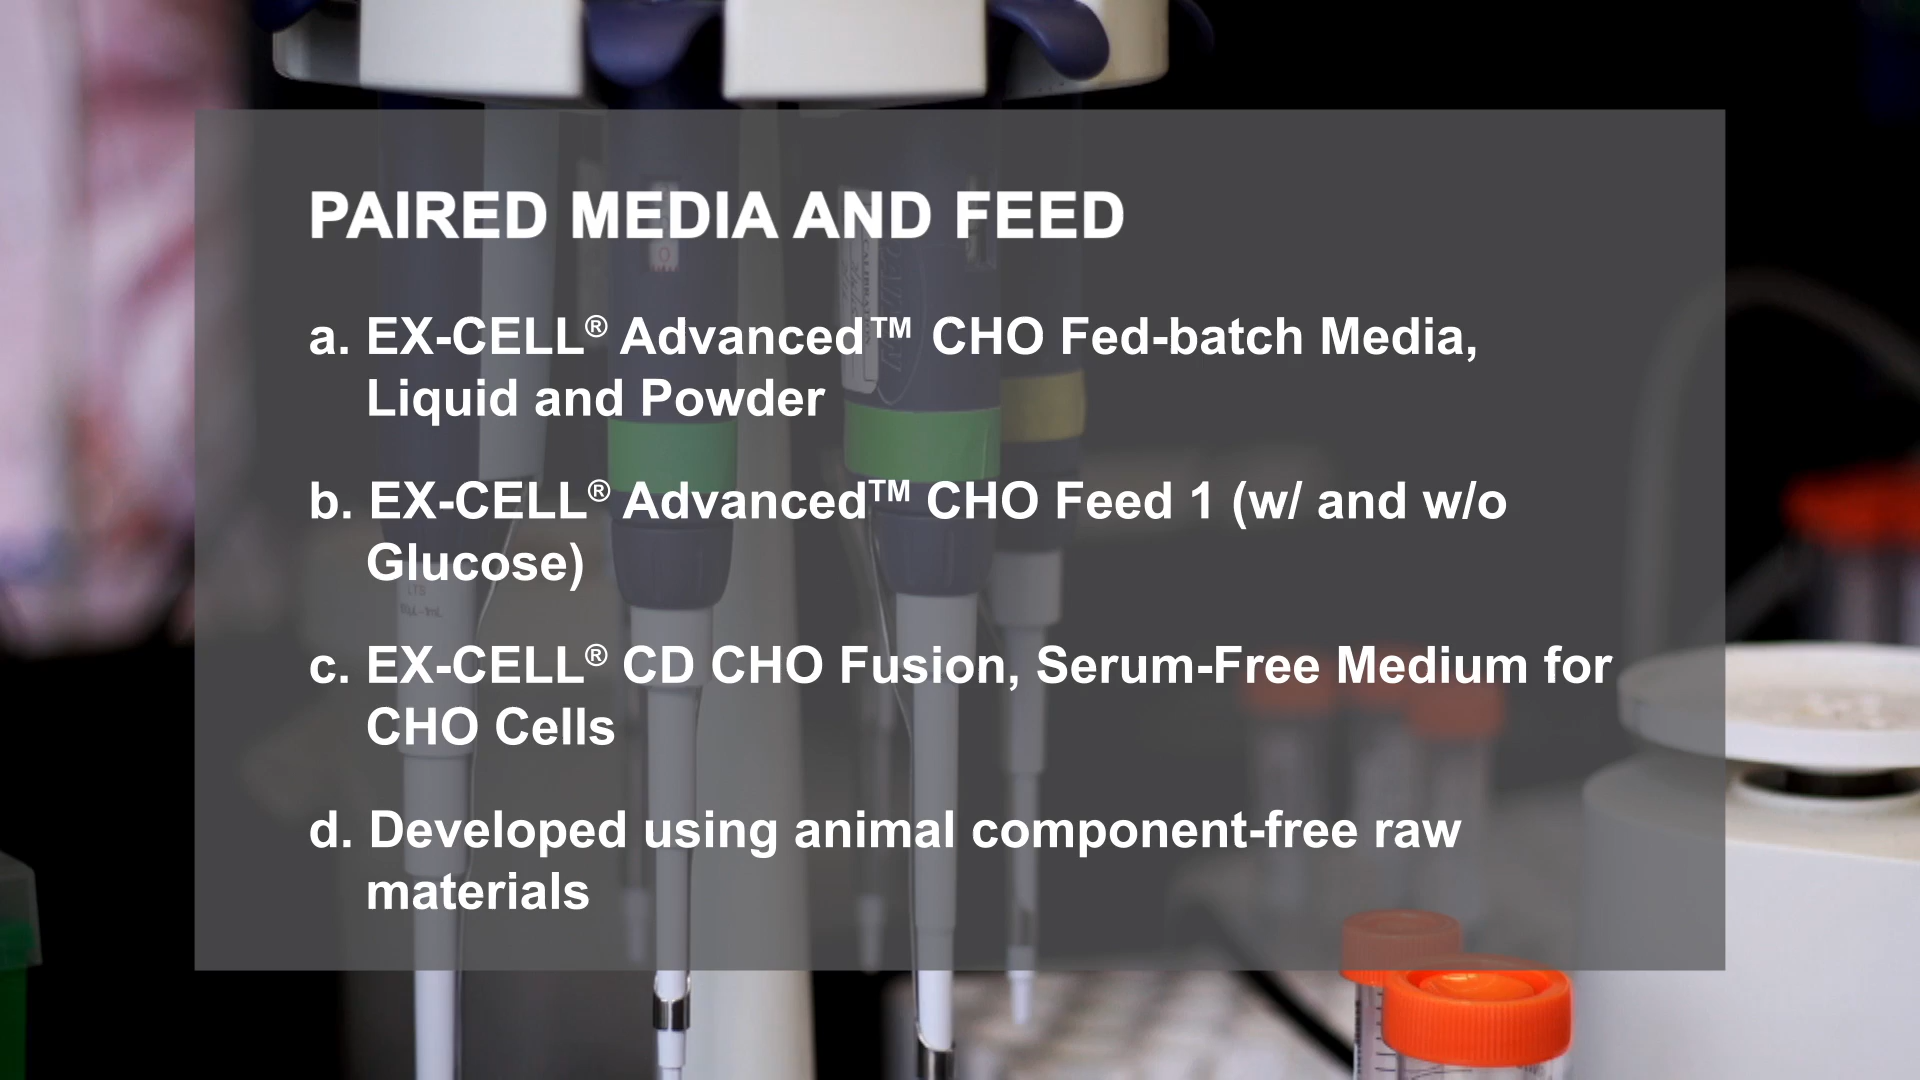 PAIRED MEDIA AND FEED
a. EX-CELL® Advanced™ CHO Fed-batch Media,
Liquid and Powder
b. EX-CELL® Advanced™ CHO Feed 1 (w/ and w/o
Glucose)
c. EX-CELL® CD CHO Fusion, Serum-Free Medium for
CHO Cells
d. Developed using animal component-free raw
materials